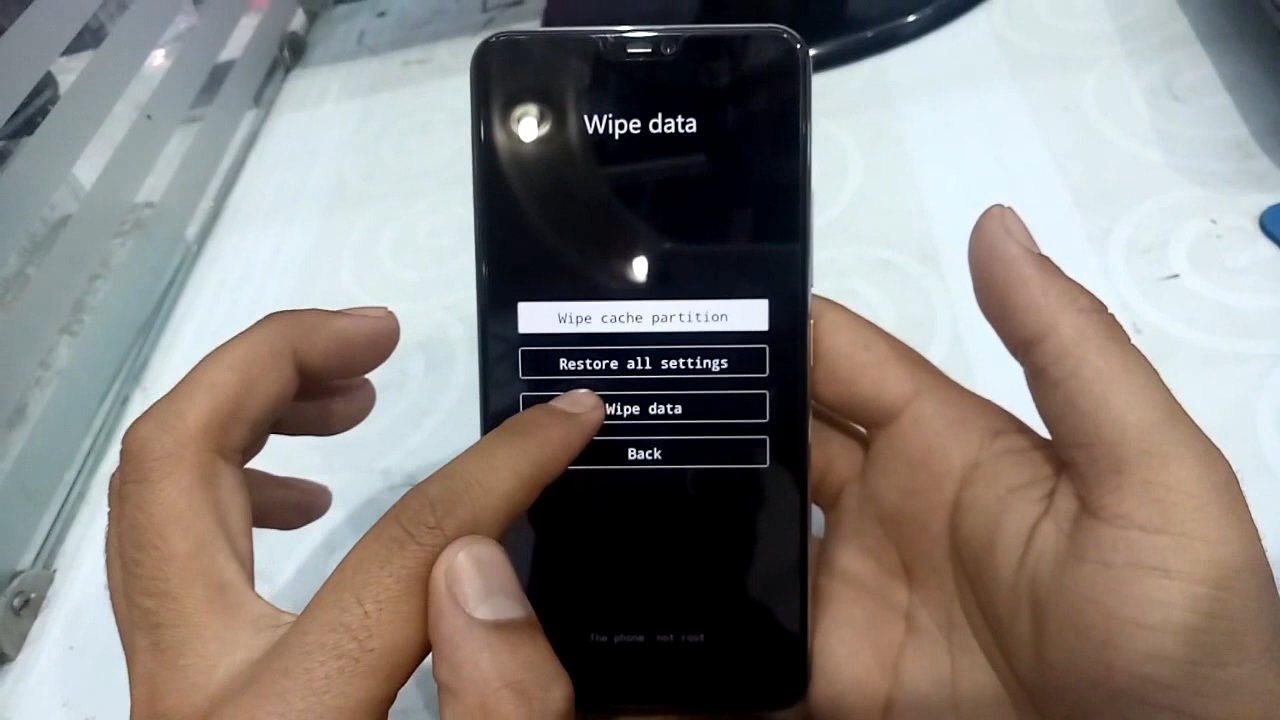 Wipe data
Wipe cache partition
Restore all settings
Wipe data
Back
The phone not root